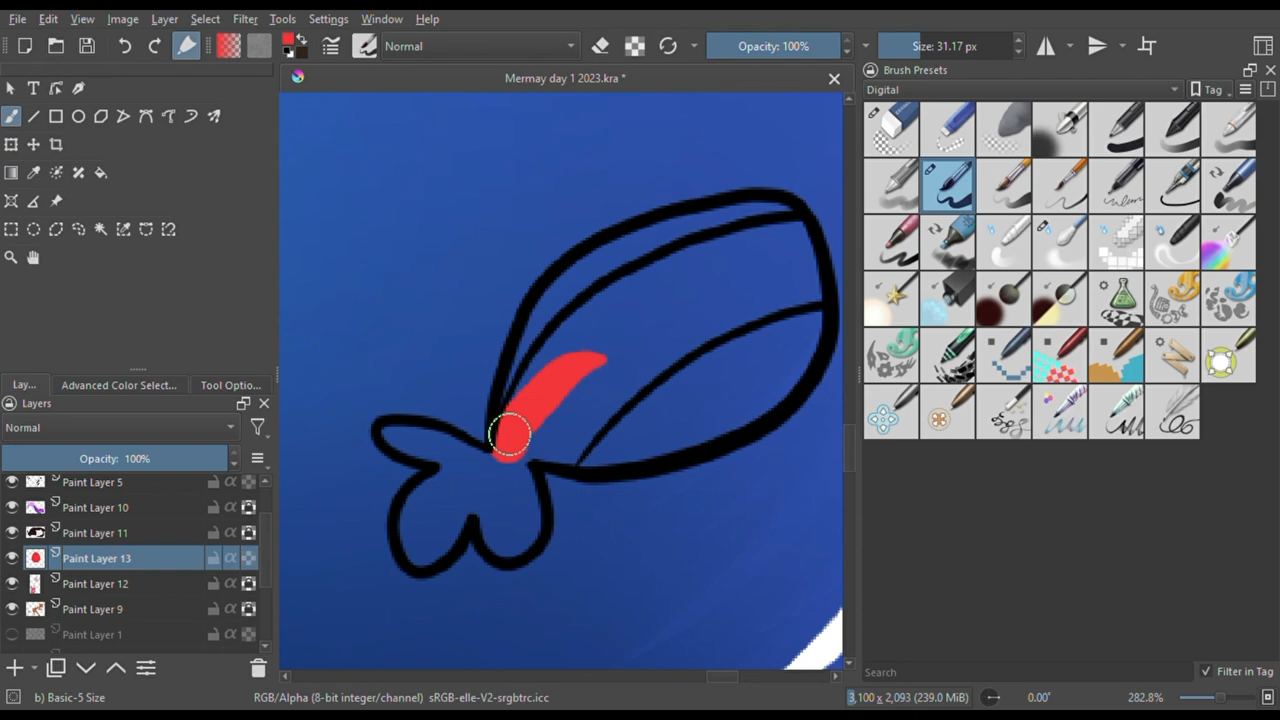 File Edit View Image Layer Select Filter Tools Settings Window Help
Normal Opacity: 100% Size: 31.17 px
Mermay day 1 2023.kra *
Brush Presets
Digital Tag
Lay... Advanced Color Select... Tool Optio...
Layers
Normal
Opacity: 100%
Paint Layer 5
Paint Layer 10
Paint Layer 11
Paint Layer 13
Paint Layer 12
Paint Layer 9
Paint Layer 1
Search Filter in Tag
b) Basic-5 Size RGB/Alpha (8-bit integer/channel) sRGB-elle-V2-srgbtrc.icc 3,100 x 2,093 (239.0 MiB) 0.00° 282.8%